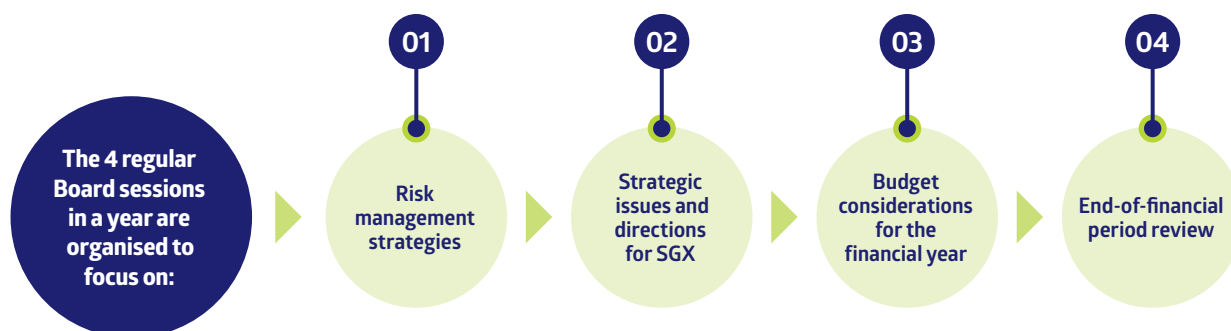 The 4 regular
Board sessions
in a year are
organised to
focus on:
01
Risk
management
strategies
02
Strategic
issues and
directions
for SGX
03
Budget
considerations
for the
financial year
04
End-of-financial
period review